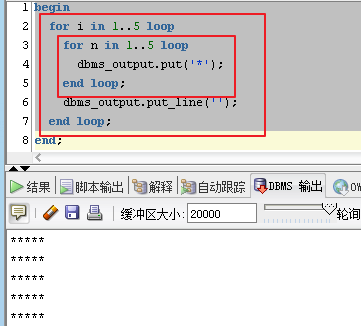 1 begin
2 for i in 1..5 loop
3 for n in 1..5 loop
4 dbms_output.put('*');
5 end loop;
6 dbms_output.put_line('');
7 end loop;
8 end;
结果 脚本输出 解释 自动跟踪 DBMS 输出 OW
缓冲区大小: 20000 轮询
*****
*****
*****
*****
*****